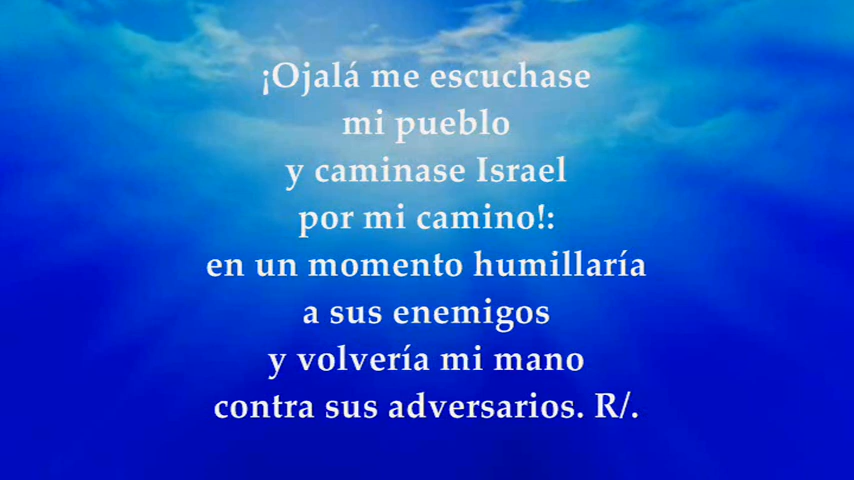 ¡Ojalá me escuchase
mi pueblo
y caminase Israel
por mi camino!:
en un momento humillaría
a sus enemigos
y volvería mi mano
contra sus adversarios. R/.